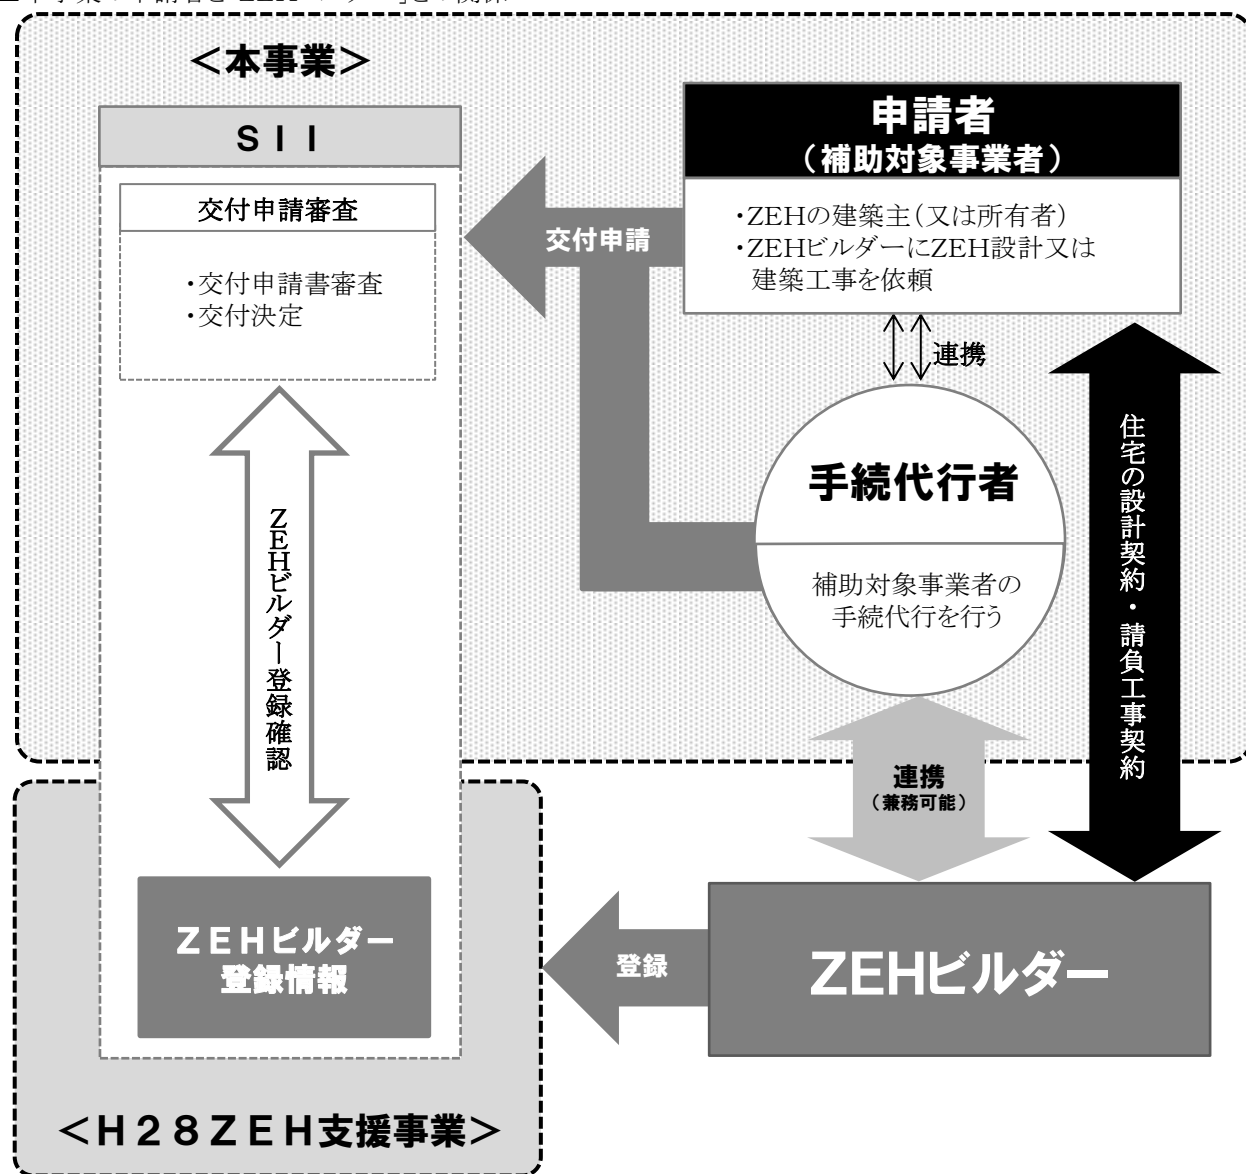 ＜本事業＞
ＳＩＩ
交付申請審査
・交付申請書審査
・交付決定
ZEHビルダー登録確認
ＺＥＨビルダー
登録情報
＜Ｈ２８ＺＥＨ支援事業＞
交付申請
申請者
（補助対象事業者）
・ZEHの建築主（又は所有者）
・ZEHビルダーにZEH設計又は
建築工事を依頼
連携
手続代行者
補助対象事業者の
手続代行を行う
住宅の設計契約・請負工事契約
連携
（兼務可能）
登録
ZEHビルダー